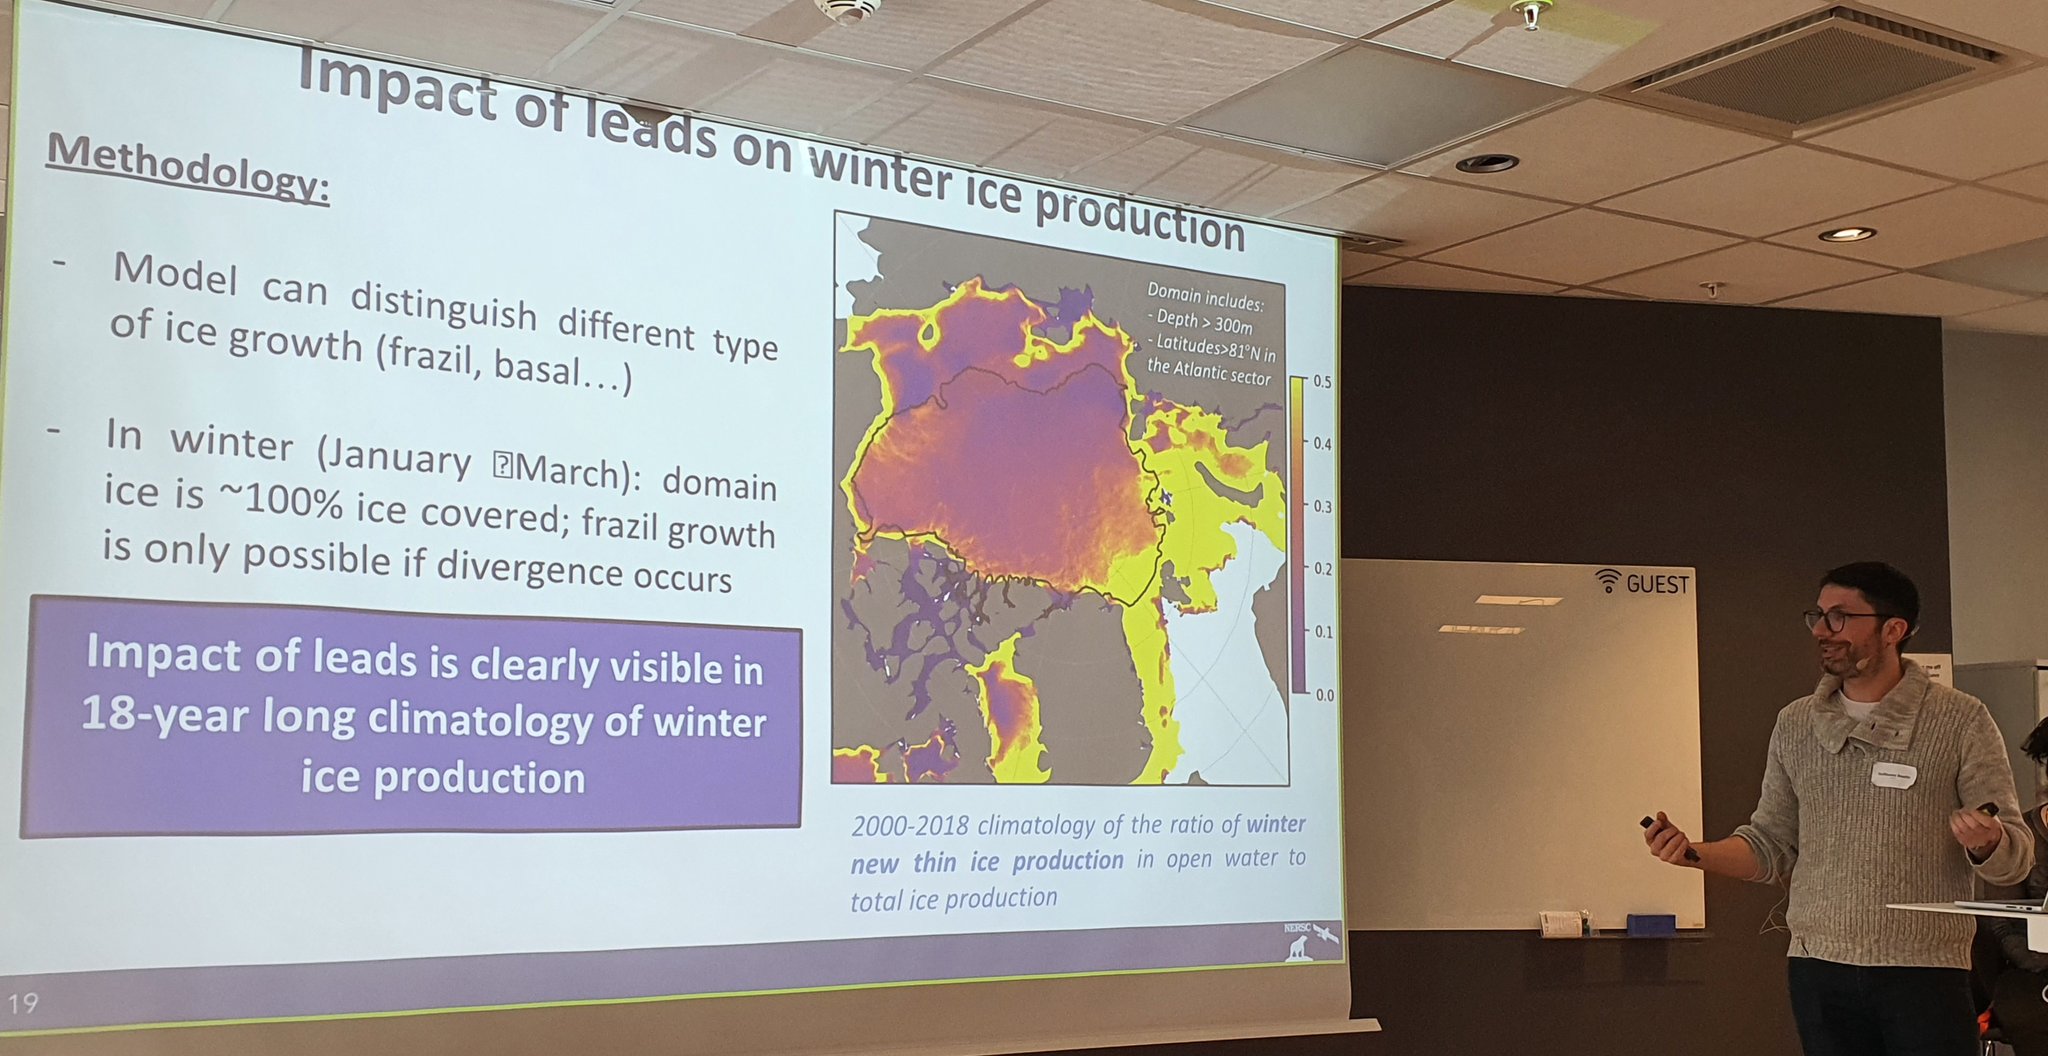 Impact of leads on winter ice production
Methodology:
- Model can distinguish different type
of ice growth (frazil, basal…)
- In winter (January ⍰March): domain
ice is ~100% ice covered; frazil growth
is only possible if divergence occurs
Impact of leads is clearly visible in
18-year long climatology of winter
ice production
Domain includes:
- Depth > 300m
- Latitudes>81°N in
the Atlantic sector
0.5
0.4
0.3
0.2
0.1
0.0
2000-2018 climatology of the ratio of winter
new thin ice production in open water to
total ice production
NERSC
19
GUEST